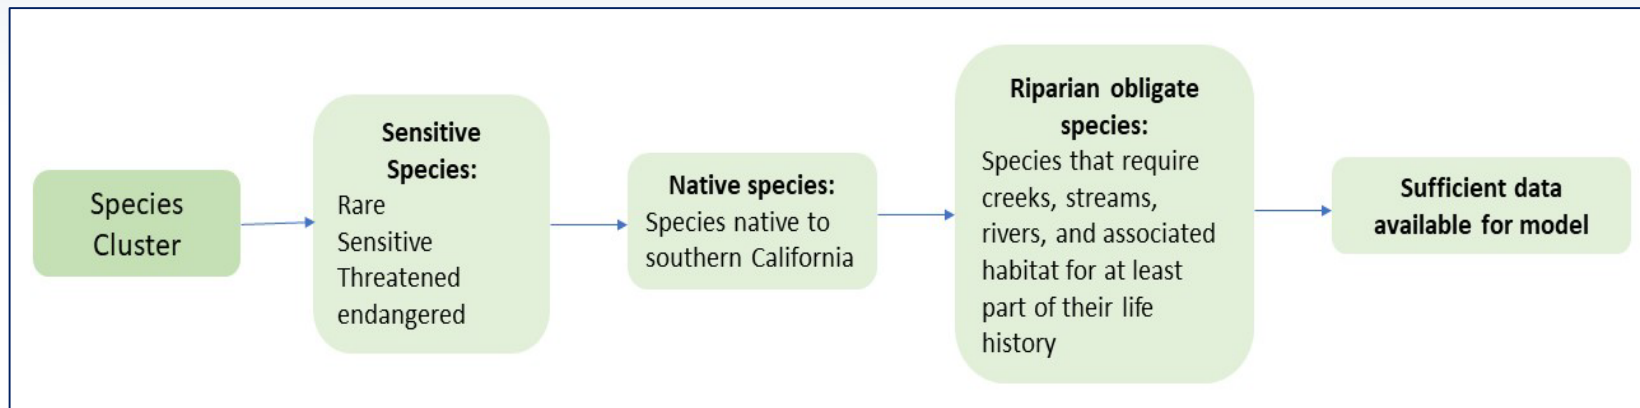 Species
Cluster
Sensitive
Species:
Rare
Sensitive
Threatened
endangered
Native species:
Species native to
southern California
Riparian obligate
species:
Species that require
creeks, streams,
rivers, and associated
habitat for at least
part of their life
history
Sufficient data
available for model